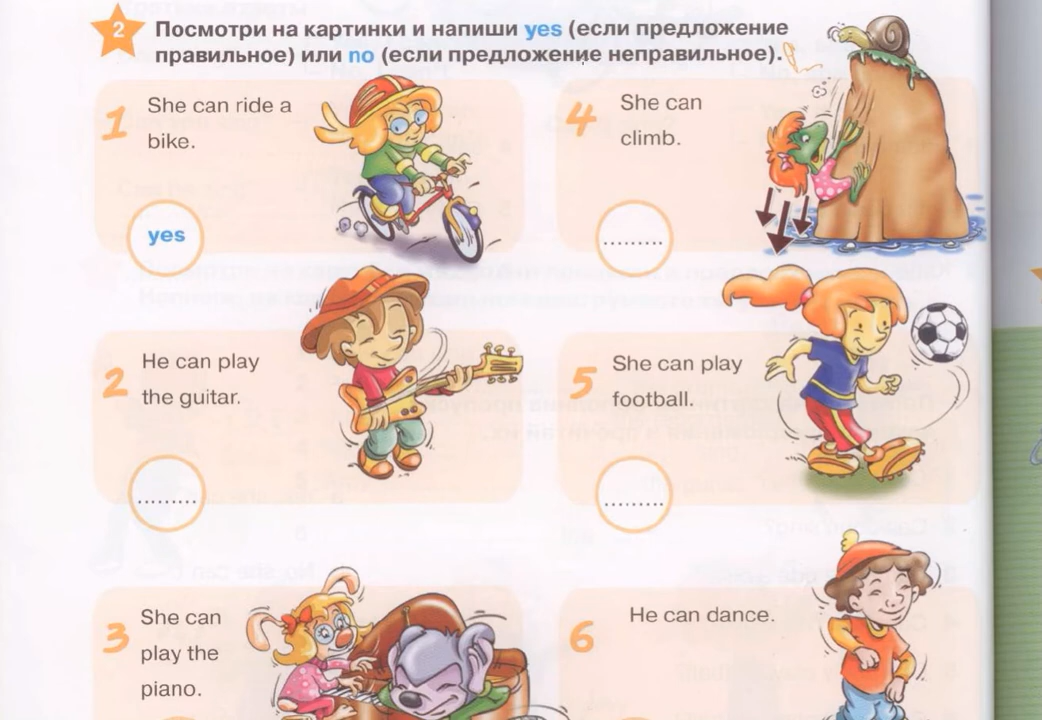 2 Посмотри на картинки и напиши yes (если предложение
правильное) или no (если предложение неправильное).
1 She can ride a
bike.
yes
2 He can play
the guitar.
.........
3 She can
play the
piano.
4 She can
climb.
.........
5 She can play
football.
.........
6 He can dance.